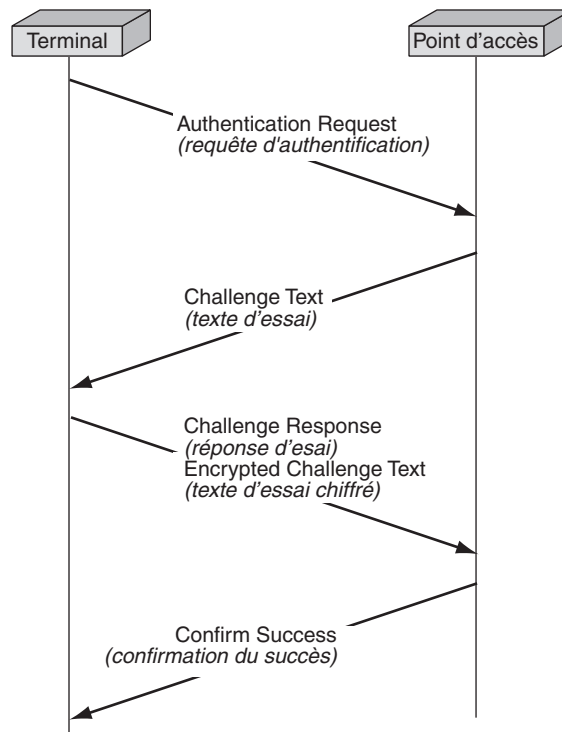 Terminal
Point d'accès
Authentication Request
(requête d'authentification)
Challenge Text
(texte d'essai)
Challenge Response
(réponse d'esai)
Encrypted Challenge Text
(texte d'essai chiffré)
Confirm Success
(confirmation du succès)